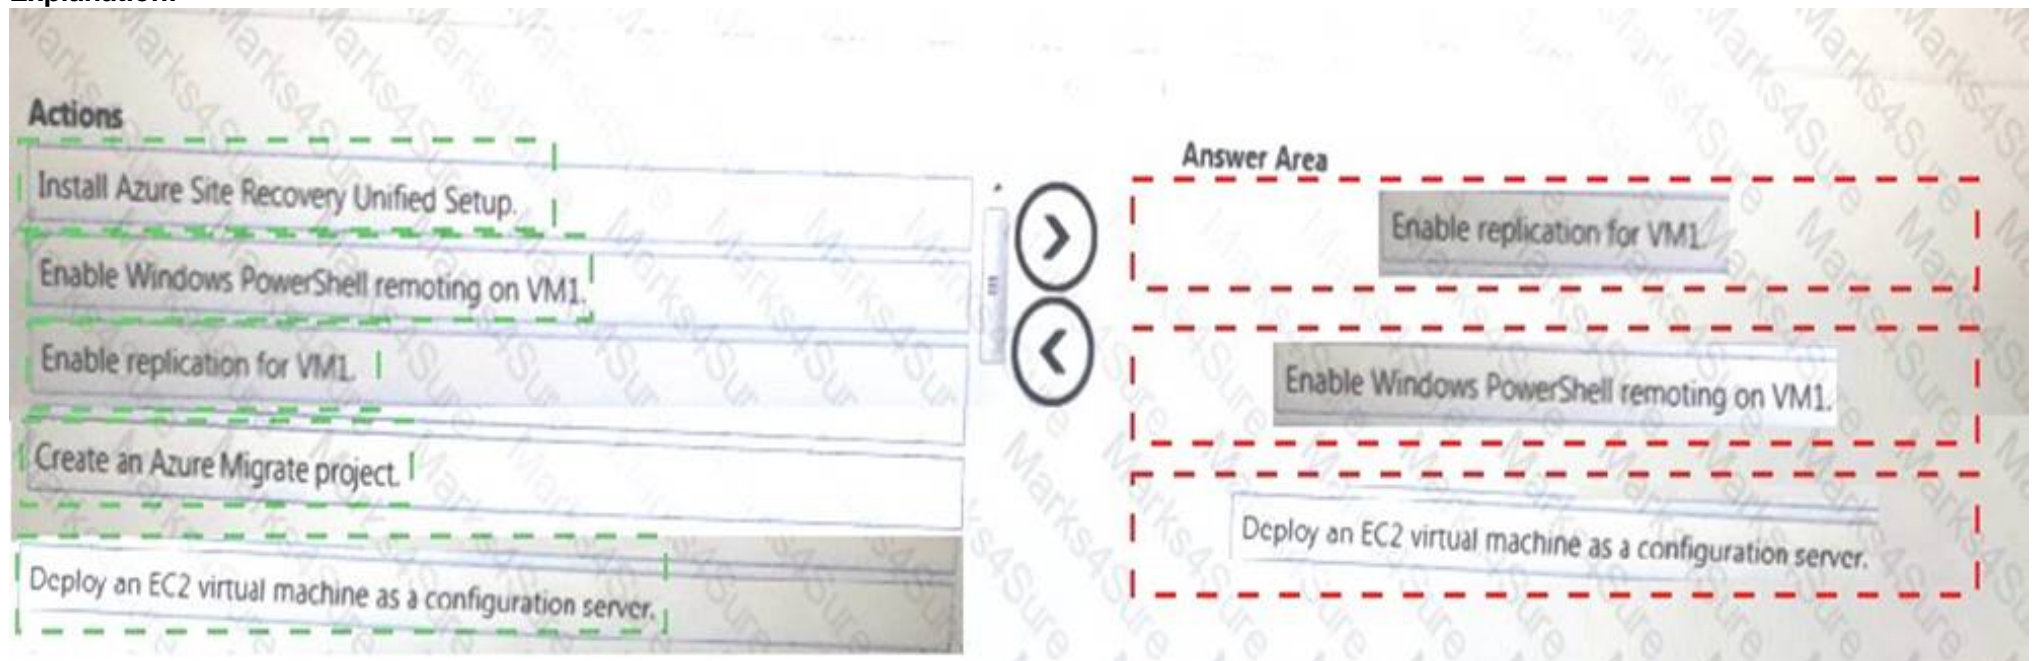 Explanation:
Actions
Install Azure Site Recovery Unified Setup.
Enable Windows PowerShell remoting on VM1.
Enable replication for VM1.
Create an Azure Migrate project.
Deploy an EC2 virtual machine as a configuration server.
Answer Area
Enable replication for VM1.
Enable Windows PowerShell remoting on VM1.
Deploy an EC2 virtual machine as a configuration server.
Marks4Sure